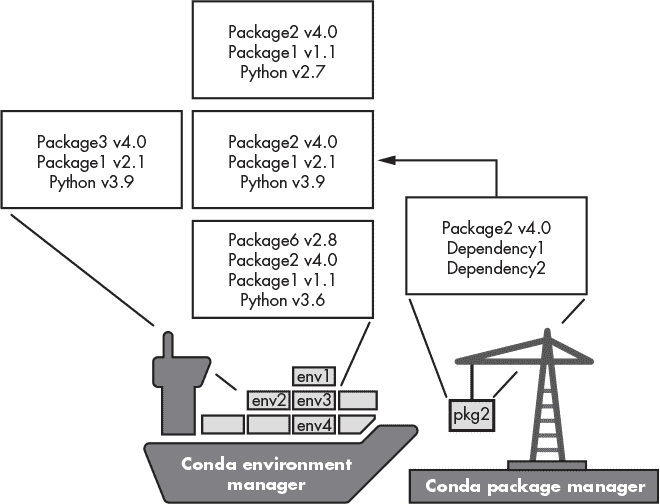 Package2 v4.0
Package1 v1.1
Python v2.7
Package3 v4.0
Package1 v2.1
Python v3.9
Package2 v4.0
Package1 v2.1
Python v3.9
Package6 v2.8
Package2 v4.0
Package1 v1.1
Python v3.6
Package2 v4.0
Dependency1
Dependency2
env1
env2
env3
env4
pkg2
Conda environment
manager
Conda package manager